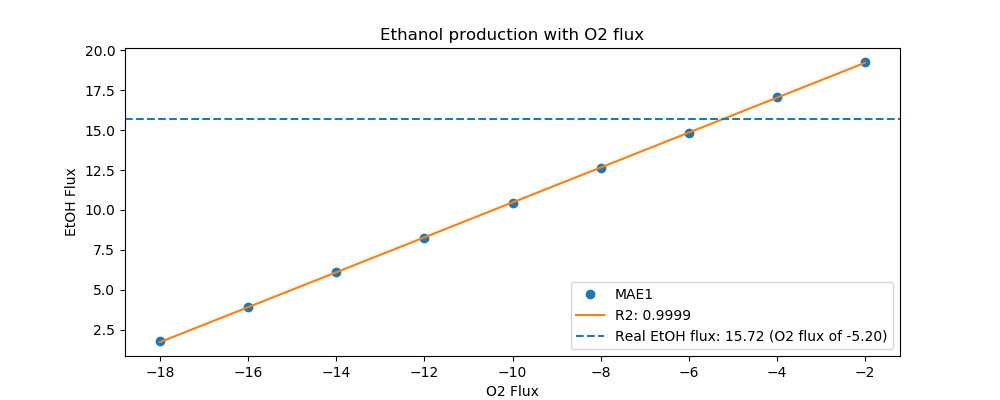 Ethanol production with O2 flux
EtOH Flux
20.0
17.5
15.0
12.5
10.0
7.5
5.0
2.5
MAE1
R2: 0.9999
Real EtOH flux: 15.72 (O2 flux of -5.20)
−18 −16 −14 −12 −10 −8 −6 −4 −2
O2 Flux